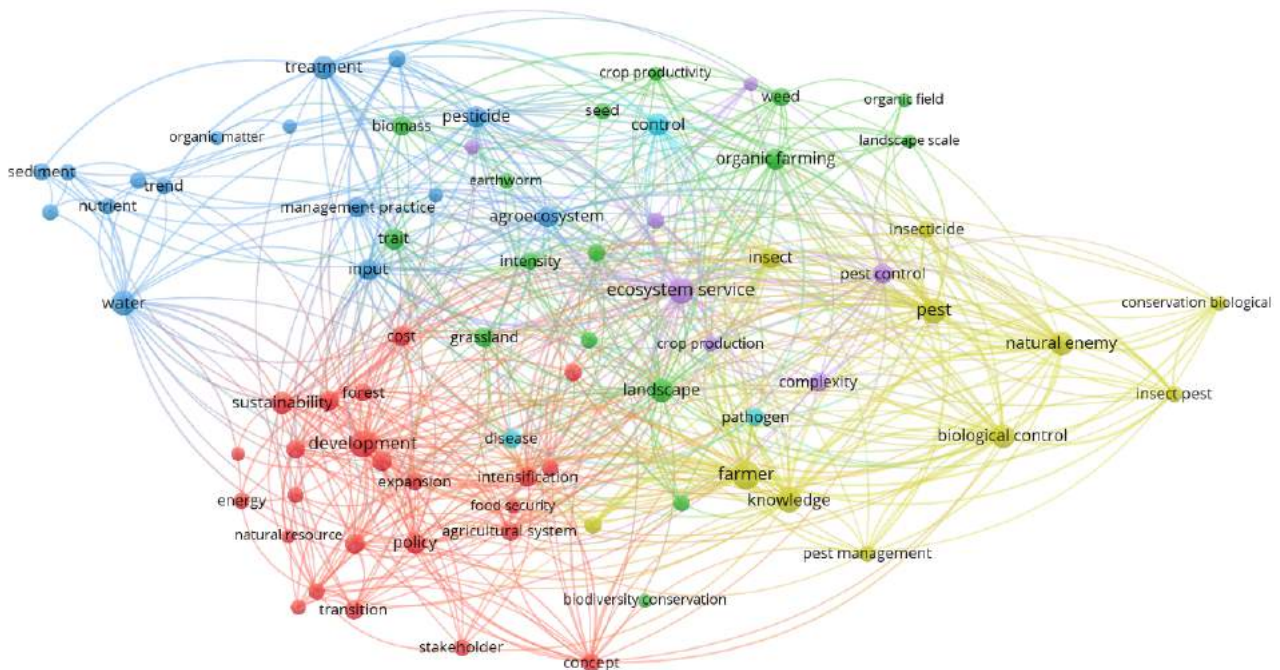 treatment
crop productivity
weed
organic field
pesticide
seed
biomass
control
organic matter
landscape scale
organic farming
sediment
trend
earthworm
nutrient
management practice
agroecosystem
insecticide
trait
intensity
insect
input
pest control
ecosystem service
water
pest
conservation biological
cost
grassland
crop production
natural enemy
complexity
landscape
forest
sustainability
insect pest
pathogen
disease
development
biological control
intensification
farmer
expansion
energy
food security
knowledge
natural resource
agricultural system
policy
pest management
transition
biodiversity conservation
stakeholder
concept